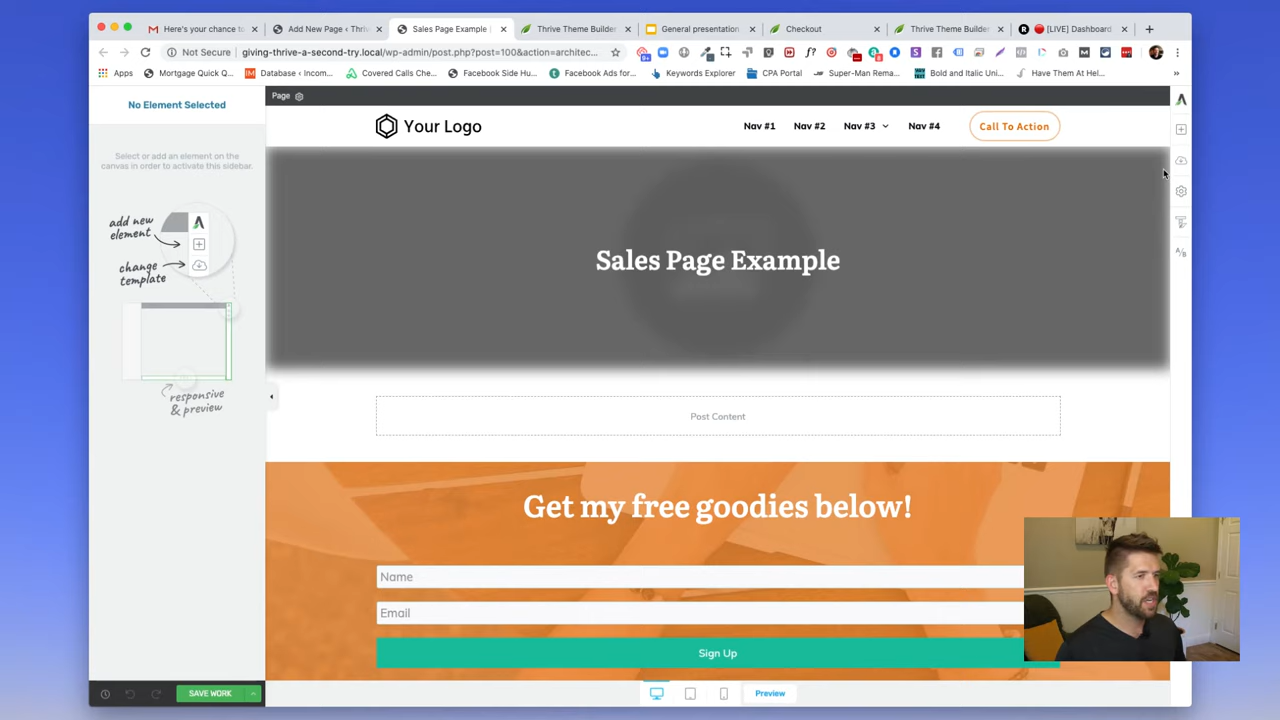 Here's your chance to
Add New Page < Thriv
Sales Page Example |
Thrive Theme Builder
General presentation
Checkout
Thrive Theme Builder
[LIVE] Dashboard
Not Secure
giving-thrive-a-second-try.local/wp-admin/post.php?post=100&action=architec...
Apps
Mortgage Quick Q...
Database ‹ Incom...
Covered Calls Che...
Facebook Side Hu...
Facebook Ads for...
Keywords Explorer
CPA Portal
Super-Man Rema...
Bold and Italic Uni...
Have Them At Hel...
»
No Element Selected
Page
Select or add an element on the
canvas in order to activate this sidebar.
add new
element
change
template
responsive
& preview
Your Logo
Nav #1
Nav #2
Nav #3
Nav #4
Call To Action
Sales Page Example
Post Content
Get my free goodies below!
Name
Email
Sign Up
SAVE WORK
Preview